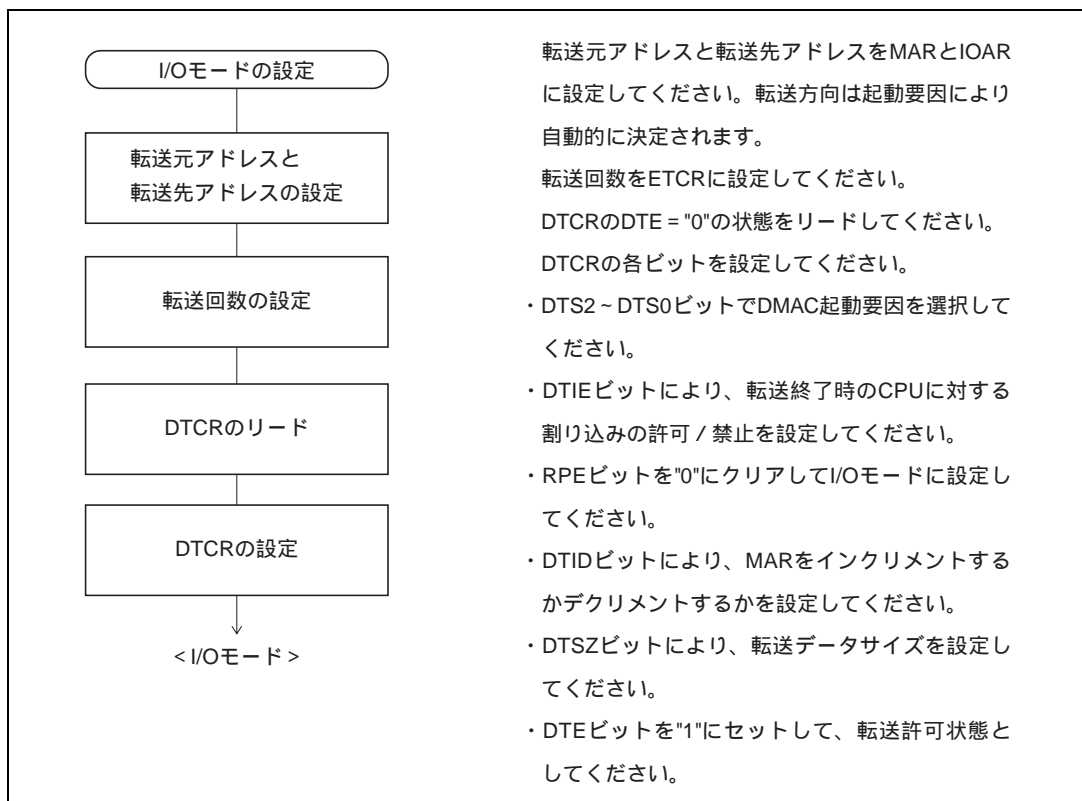 I/Oモードの設定
転送元アドレスと
転送先アドレスの設定
転送回数の設定
DTCRのリード
DTCRの設定
<I/Oモード>
転送元アドレスと転送先アドレスをMARとIOAR
に設定してください。転送方向は起動要因により
自動的に決定されます。
転送回数をETCRに設定してください。
DTCRのDTE = "0"の状態をリードしてください。
DTCRの各ビットを設定してください。
・DTS2~DTS0ビットでDMAC起動要因を選択して
ください。
・DTIEビットにより、転送終了時のCPUに対する
割り込みの許可/禁止を設定してください。
・RPEビットを"0"にクリアしてI/Oモードに設定し
てください。
・DTIDビットにより、MARをインクリメントする
かデクリメントするかを設定してください。
・DTSZビットにより、転送データサイズを設定し
てください。
・DTEビットを"1"にセットして、転送許可状態と
してください。